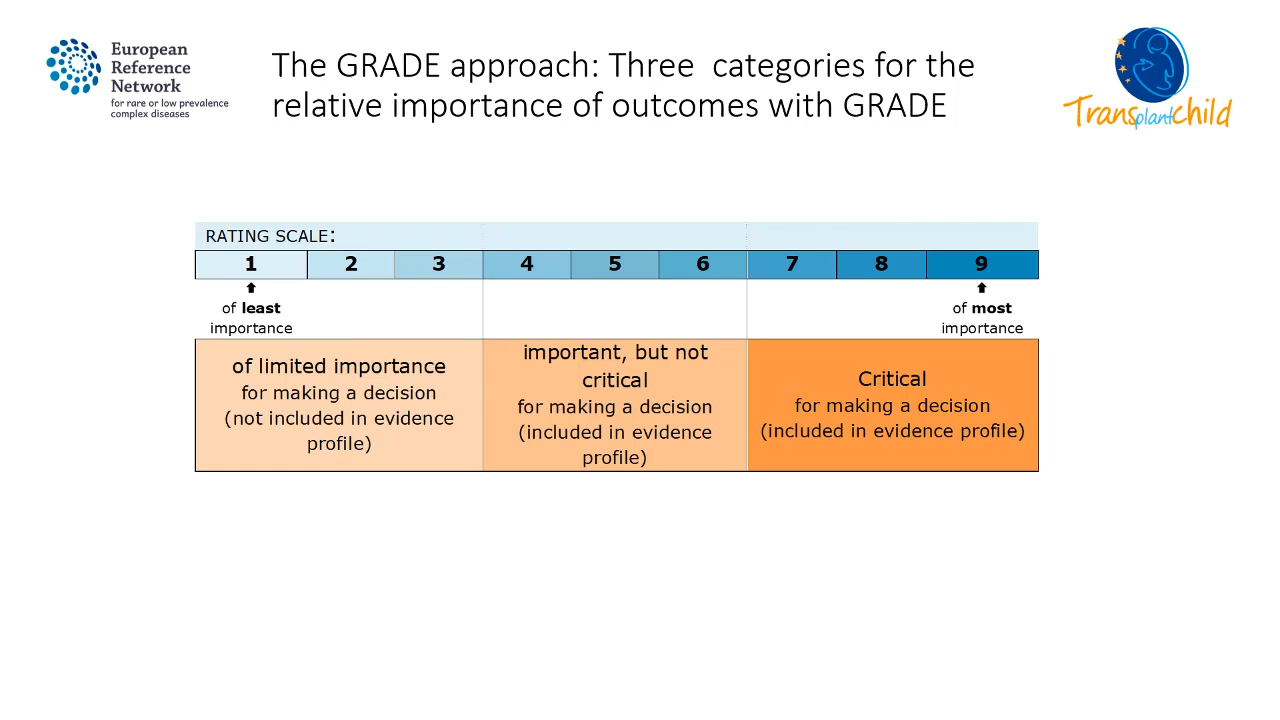 European
Reference
Network
for rare or low prevalence
complex diseases
The GRADE approach: Three  categories for the
relative importance of outcomes with GRADE
Transplantchild
RATING SCALE:
1 2 3 4 5 6 7 8 9
of least
importance
of most
importance
of limited importance
for making a decision
(not included in evidence
profile)
important, but not
critical
for making a decision
(included in evidence
profile)
Critical
for making a decision
(included in evidence profile)